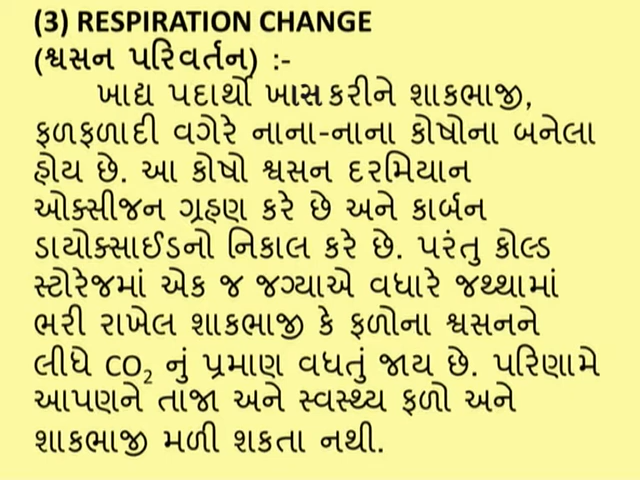 (3) RESPIRATION CHANGE
(શ્વસન પરિવર્તન) :-
ખાદ્ય પદાર્થો ખાસ કરીને શાકભાજી,
ફળફળાદી વગેરે નાના-નાના કોષોના બનેલા
હોય છે. આ કોષો શ્વસન દરમિયાન
ઓક્સીજન ગ્રહણ કરે છે અને કાર્બન
ડાયોક્સાઈડનો નિકાલ કરે છે. પરંતુ કોલ્ડ
સ્ટોરેજમાં એક જ જગ્યાએ વધારે જથ્થામાં
ભરી રાખેલ શાકભાજી કે ફળોના શ્વસનને
લીધે CO₂ નું પ્રમાણ વધતું જાય છે. પરિણામે
આપણને તાજા અને સ્વસ્થ્ય ફળો અને
શાકભાજી મળી શકતા નથી.